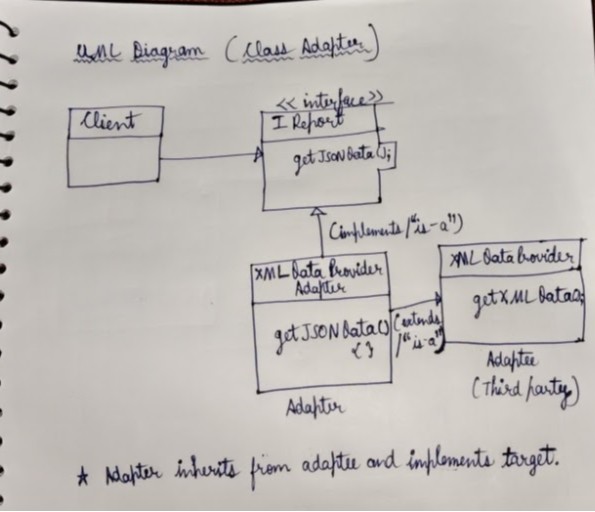 UML Diagram (Class Adapter)
<< interface >>
Client
I Report
getJSONData();
(implements/"is-a")
XML Data Provider
Adapter
getJSONData()
{ }
Adapter
(extends
/"is-a")
XML Data Provider
getXMLData();
Adaptee
(Third party)
* Adapter inherits from adaptee and implements target.